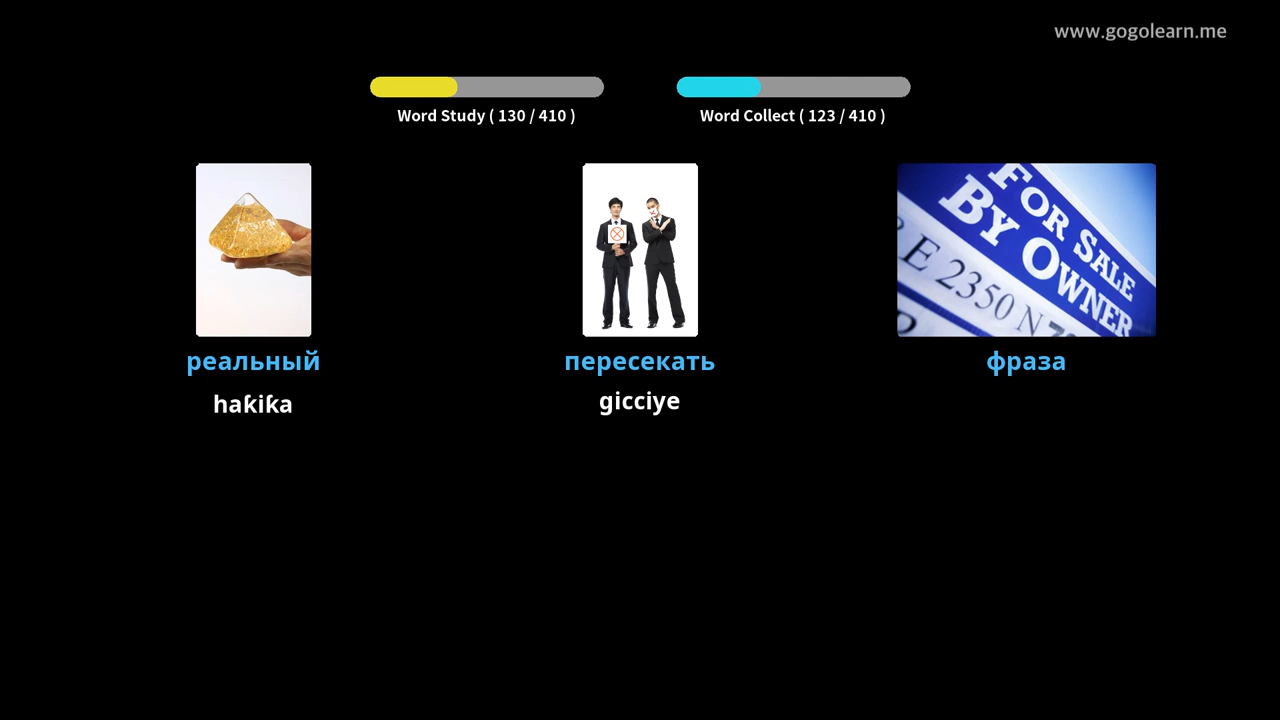 www.gogolearn.me
Word Study ( 130 / 410 )
Word Collect ( 123 / 410 )
FOR SALE
BY OWNER
E 2350 N
реальный
пересекать
фраза
haƙiƙa
gicciye